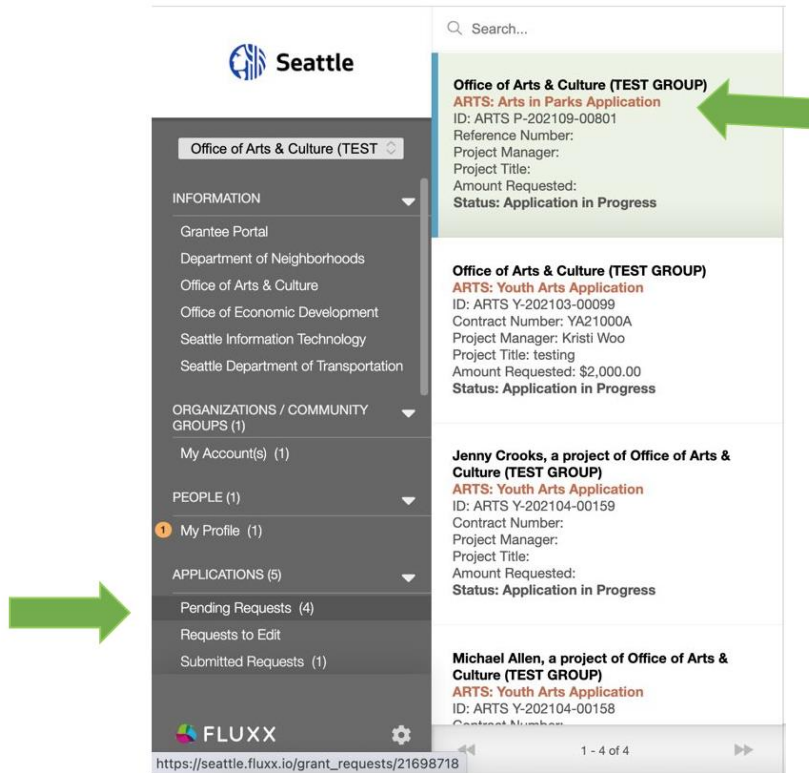 Seattle
Office of Arts & Culture (TEST
INFORMATION
Grantee Portal
Department of Neighborhoods
Office of Arts & Culture
Office of Economic Development
Seattle Information Technology
Seattle Department of Transportation
ORGANIZATIONS / COMMUNITY
GROUPS (1)
My Account(s) (1)
PEOPLE (1)
1 My Profile (1)
APPLICATIONS (5)
Pending Requests (4)
Requests to Edit
Submitted Requests (1)
FLUXX
https://seattle.fluxx.io/grant_requests/21698718
Search...
Office of Arts & Culture (TEST GROUP)
ARTS: Arts in Parks Application
ID: ARTS P-202109-00801
Reference Number:
Project Manager:
Project Title:
Amount Requested:
Status: Application in Progress
Office of Arts & Culture (TEST GROUP)
ARTS: Youth Arts Application
ID: ARTS Y-202103-00099
Contract Number: YA21000A
Project Manager: Kristi Woo
Project Title: testing
Amount Requested: $2,000.00
Status: Application in Progress
Jenny Crooks, a project of Office of Arts &
Culture (TEST GROUP)
ARTS: Youth Arts Application
ID: ARTS Y-202104-00159
Contract Number:
Project Manager:
Project Title:
Amount Requested:
Status: Application in Progress
Michael Allen, a project of Office of Arts &
Culture (TEST GROUP)
ARTS: Youth Arts Application
ID: ARTS Y-202104-00158
Contract Number:
1 - 4 of 4